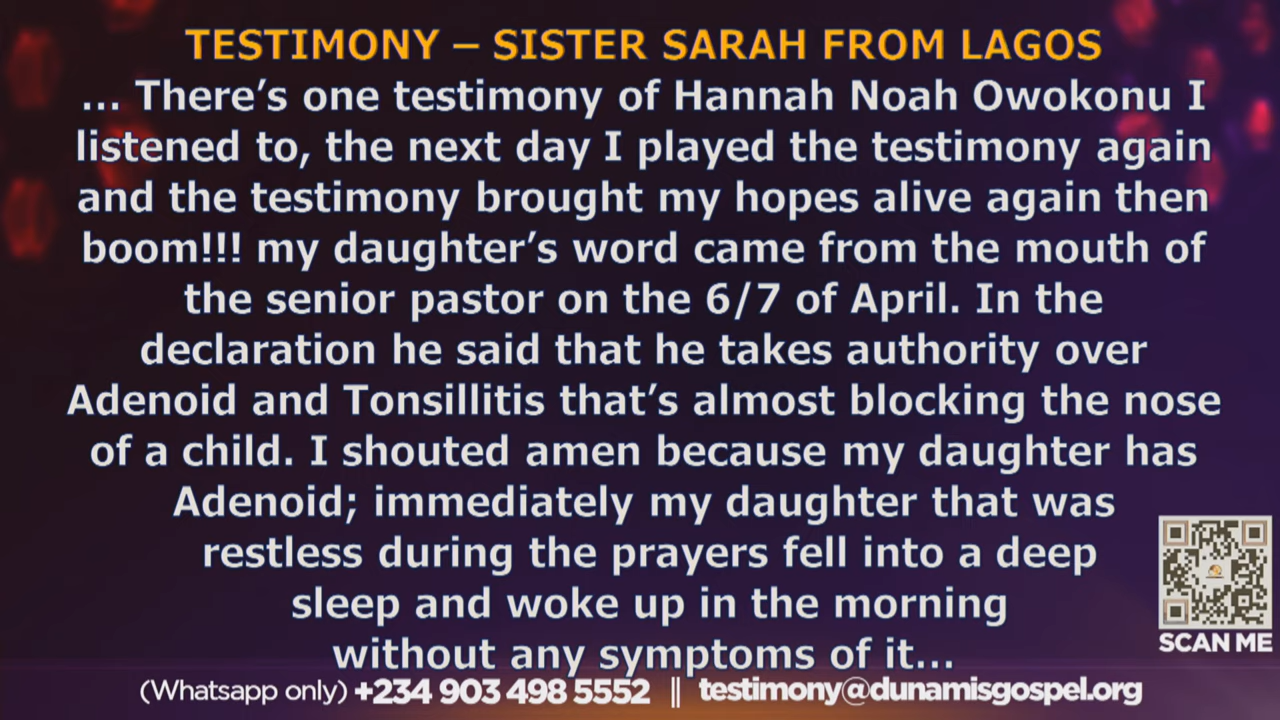 TESTIMONY – SISTER SARAH FROM LAGOS
... There’s one testimony of Hannah Noah Owokonu I
listened to, the next day I played the testimony again
and the testimony brought my hopes alive again then
boom!!! my daughter’s word came from the mouth of
the senior pastor on the 6/7 of April. In the
declaration he said that he takes authority over
Adenoid and Tonsillitis that’s almost blocking the nose
of a child. I shouted amen because my daughter has
Adenoid; immediately my daughter that was
restless during the prayers fell into a deep
sleep and woke up in the morning
without any symptoms of it...
SCAN ME
(Whatsapp only) +234 903 498 5552 || testimony@dunamisgospel.org